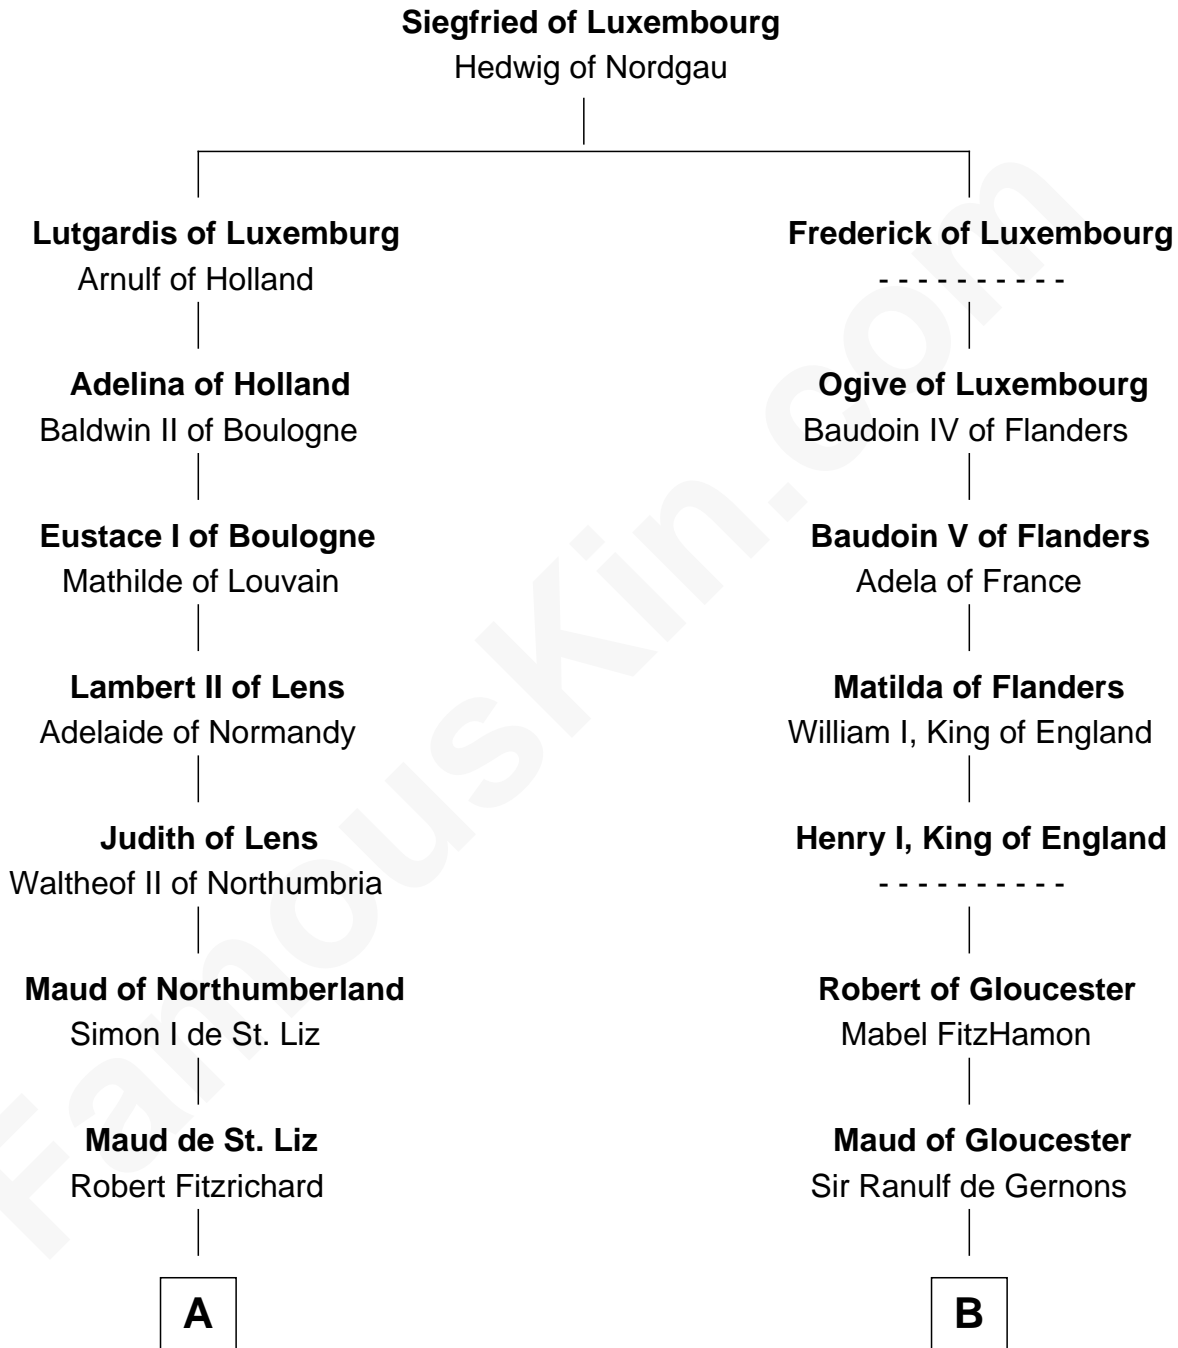 Siegfried of Luxembourg
Hedwig of Nordgau
Lutgardis of Luxemburg
Arnulf of Holland
Adelina of Holland
Baldwin II of Boulogne
Eustace I of Boulogne
Mathilde of Louvain
Lambert II of Lens
Adelaide of Normandy
Judith of Lens
Waltheof II of Northumbria
Maud of Northumberland
Simon I de St. Liz
Maud de St. Liz
Robert Fitzrichard
A
Frederick of Luxembourg
- - - - - - - - - -
Ogive of Luxembourg
Baudoin IV of Flanders
Baudoin V of Flanders
Adela of France
Matilda of Flanders
William I, King of England
Henry I, King of England
- - - - - - - - - -
Robert of Gloucester
Mabel FitzHamon
Maud of Gloucester
Sir Ranulf de Gernons
B
FamousKin.com